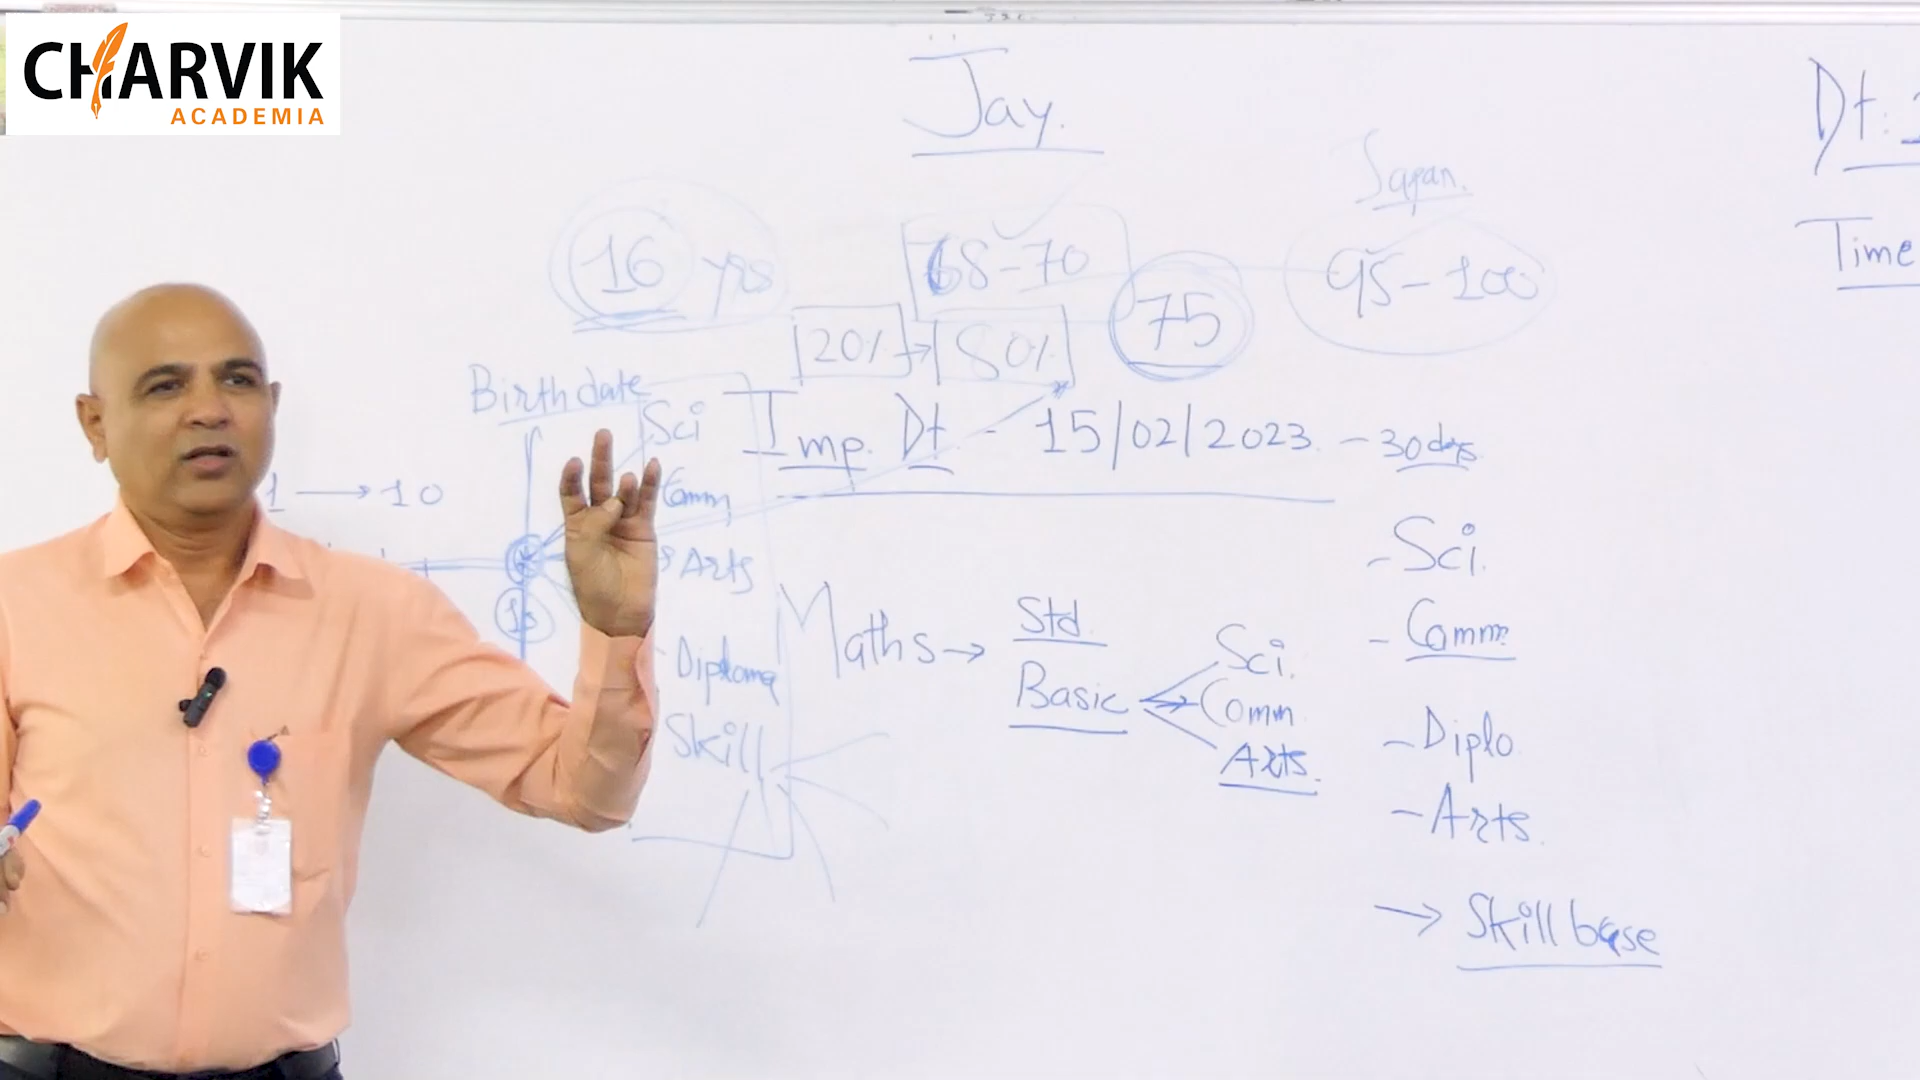 CHARVIK
ACADEMIA
Jay.
Dt:
Time
Japan.
16 yrs
68-70
95-100
20%
80%
75
Birthdate
Imp. Dt - 15/02/2023. - 30 days
1 → 10
Sci
Comm
Arts
Diploma
Skill
Maths → Std.
Basic
Sci.
Comm
Arts.
- Sci.
- Comm
- Diplo
- Arts.
→ Skill base